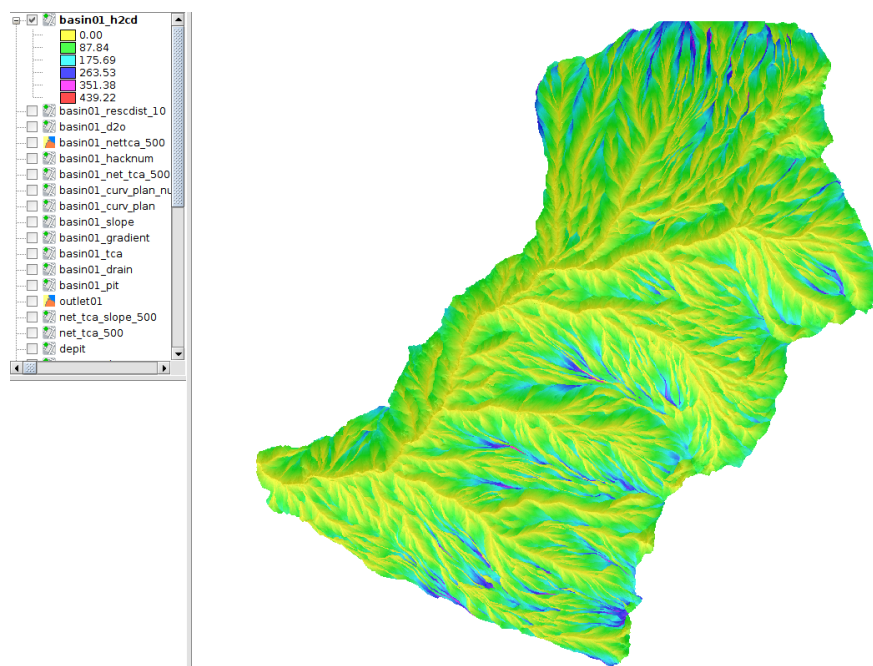 basin01_h2cd
0.00
87.84
175.69
263.53
351.38
439.22
basin01_rescdist_10
basin01_d2o
basin01_nettca_500
basin01_hacknum
basin01_net_tca_500
basin01_curv_plan_nu
basin01_curv_plan
basin01_slope
basin01_gradient
basin01_tca
basin01_drain
basin01_pit
outlet01
net_tca_slope_500
net_tca_500
depit